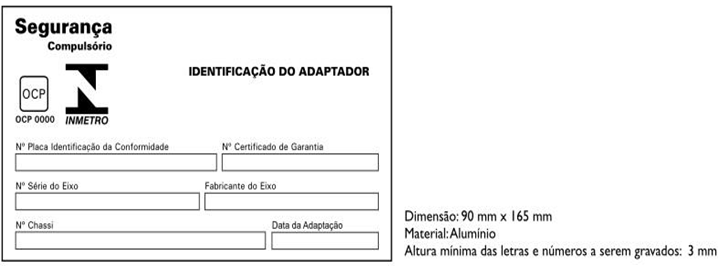 Segurança
Compulsório
IDENTIFICAÇÃO DO ADAPTADOR
OCP
OCP 0000 INMETRO
Nº Placa Identificação da Conformidade Nº Certificado de Garantia
Nº Série do Eixo Fabricante do Eixo
Nº Chassi Data da Adaptação
Dimensão: 90 mm x 165 mm
Material: Alumínio
Altura mínima das letras e números a serem gravados: 3 mm